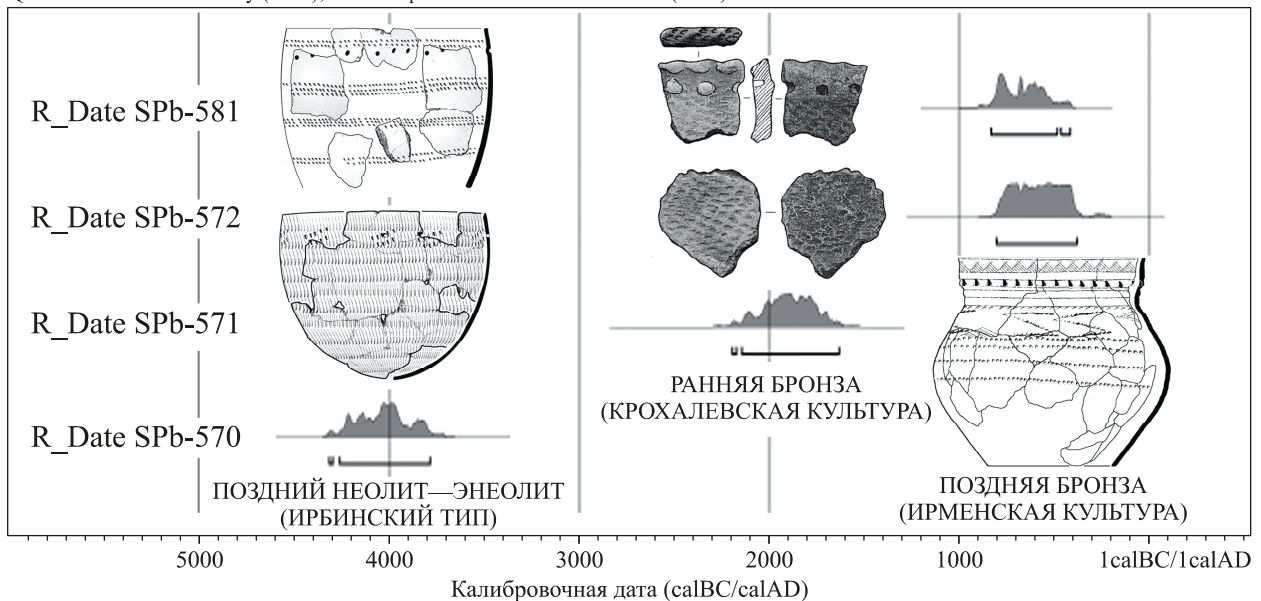 R_Date SPb-581
R_Date SPb-572
R_Date SPb-571
R_Date SPb-570
ПОЗДНИЙ НЕОЛИТ—ЭНЕОЛИТ
(ИРБИНСКИЙ ТИП)
РАННЯЯ БРОНЗА
(КРОХАЛЕВСКАЯ КУЛЬТУРА)
ПОЗДНЯЯ БРОНЗА
(ИРМЕНСКАЯ КУЛЬТУРА)
5000 4000 3000 2000 1000 1calBC/1calAD
Калибровочная дата (calBC/calAD)